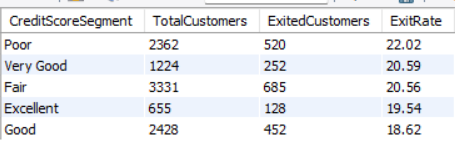 CreditScoreSegment TotalCustomers ExitedCustomers ExitRate
Poor 2362 520 22.02
Very Good 1224 252 20.59
Fair 3331 685 20.56
Excellent 655 128 19.54
Good 2428 452 18.62